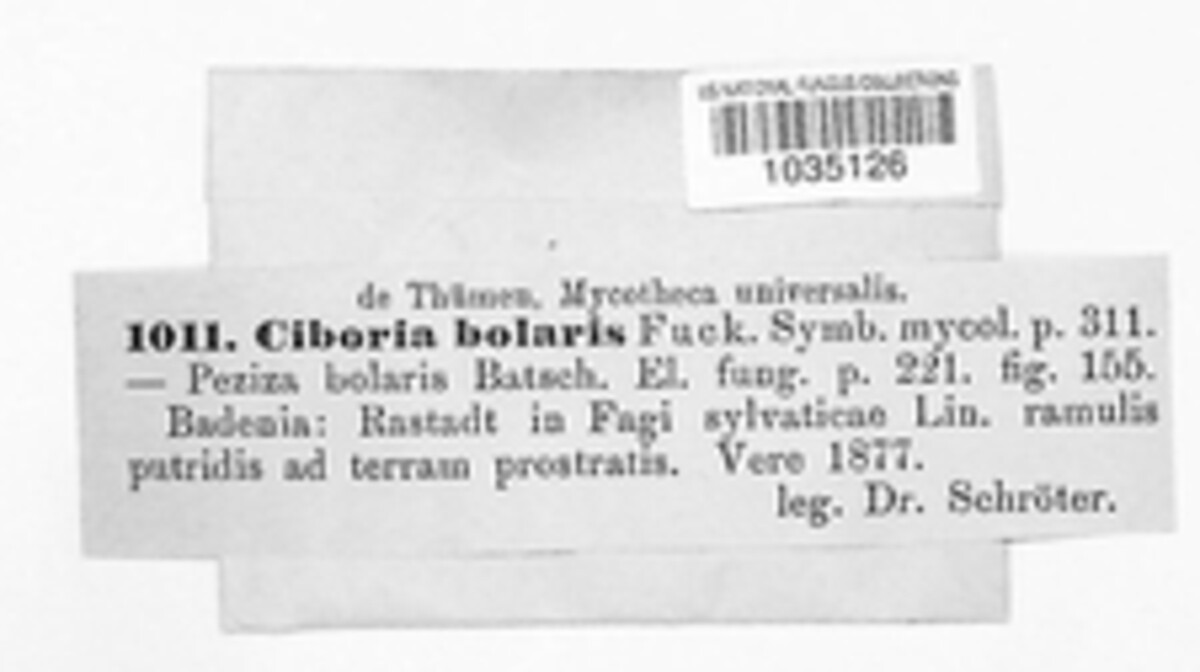 US NATIONAL FUNGUS COLLECTIONS
1035126
de Thümen, Mycotheca universalis.
1011. Ciboria bolaris Fuck. Symb. mycol. p. 311.
— Peziza bolaris Batsch. El. fung. p. 221. fig. 155.
Badenia: Rastadt in Fagi sylvaticae Lin. ramulis
putridis ad terram prostratis. Vere 1877.
leg. Dr. Schröter.